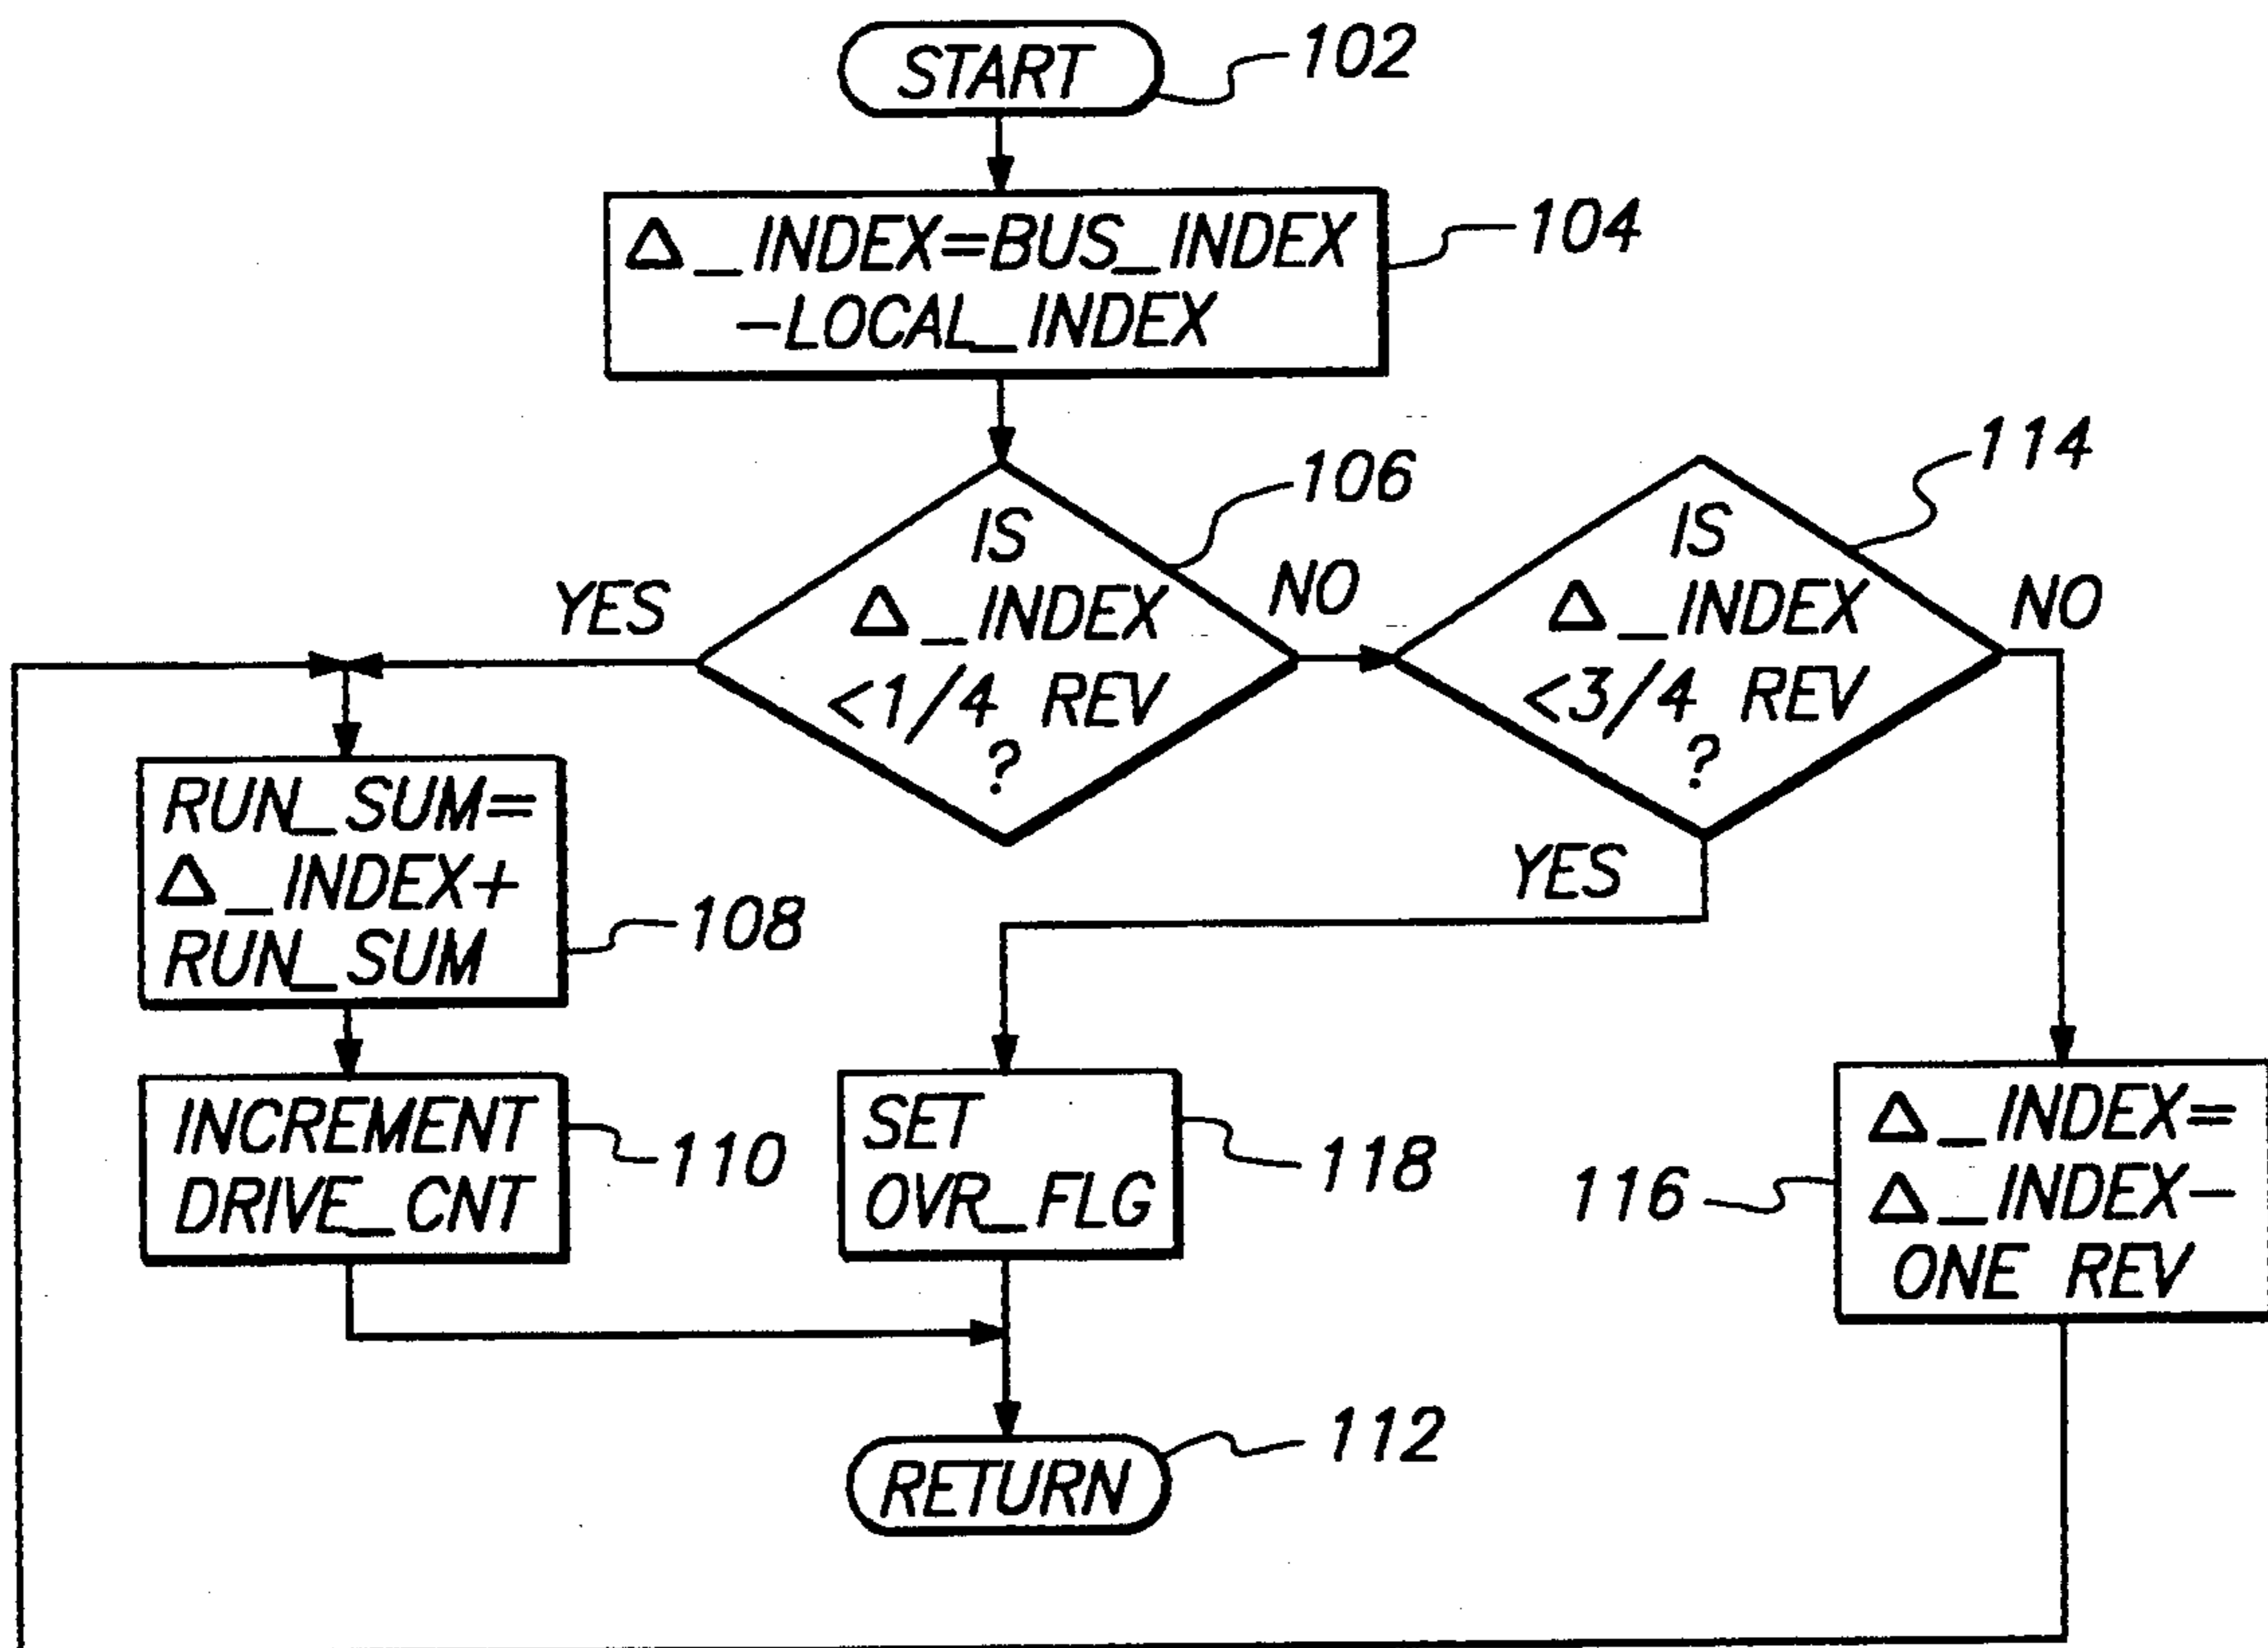 START
102
Δ_INDEX=BUS_INDEX
-LOCAL_INDEX
104
IS
Δ_INDEX
<1/4 REV
?
106
YES
NO
IS
Δ_INDEX
<3/4 REV
?
114
NO
YES
RUN_SUM=
Δ_INDEX+
RUN_SUM
108
INCREMENT
DRIVE_CNT
110
SET
OVR_FLG
118
116
Δ_INDEX=
Δ_INDEX-
ONE REV
RETURN
112